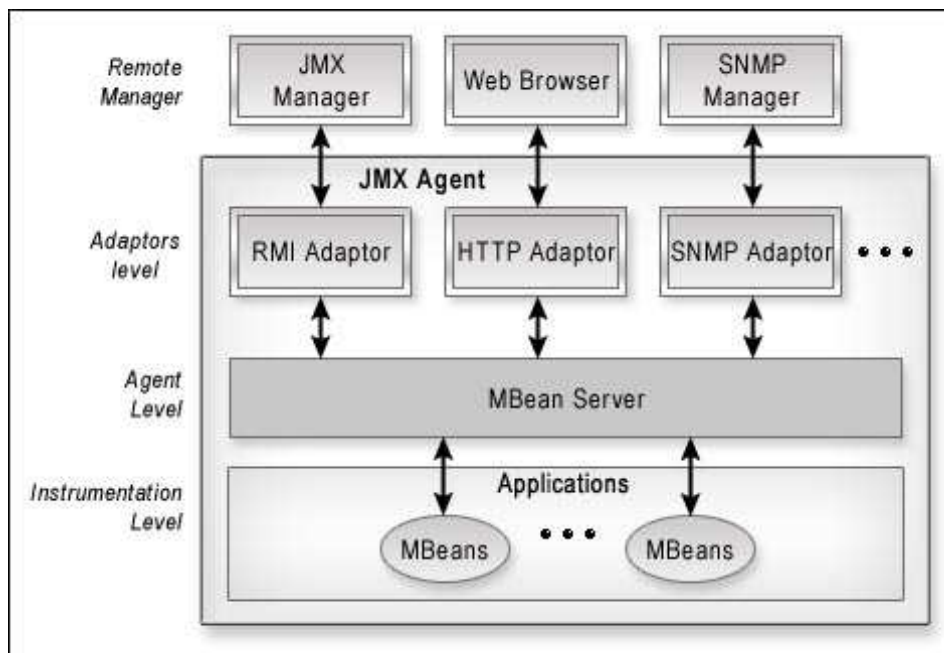 Remote
Manager
JMX
Manager
Web Browser
SNMP
Manager
JMX Agent
Adaptors
level
RMI Adaptor
HTTP Adaptor
SNMP Adaptor
Agent
Level
MBean Server
Instrumentation
Level
Applications
MBeans
MBeans